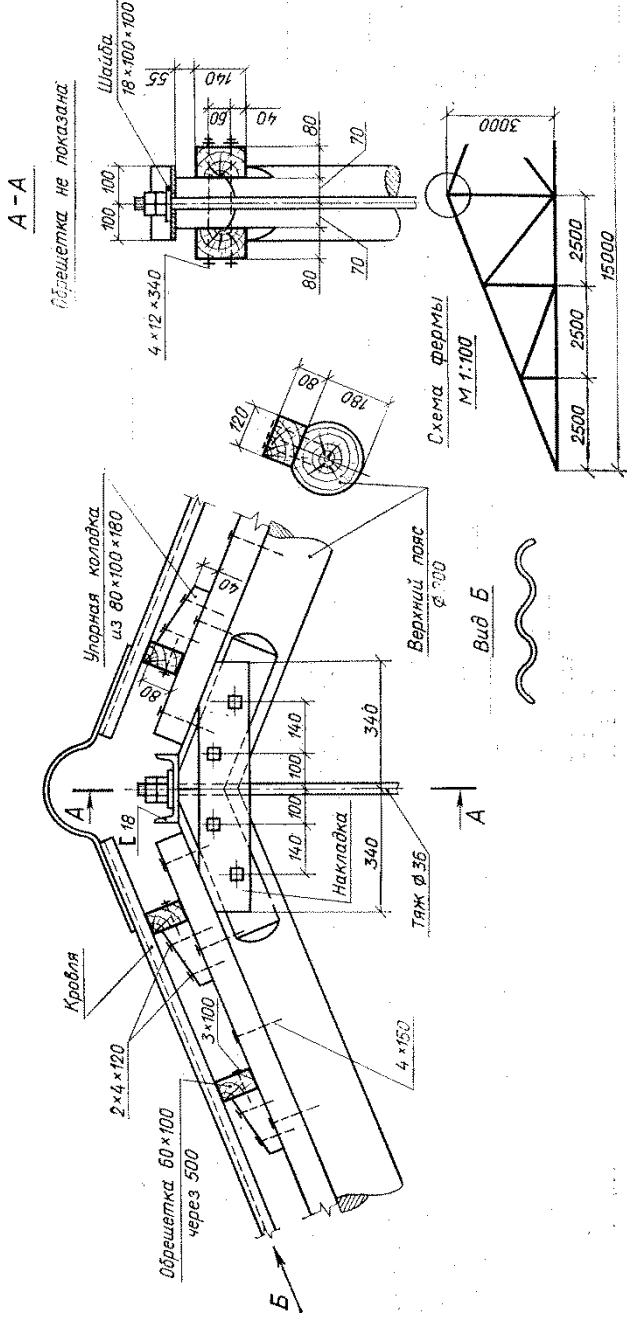 А - А
Обрешетка не показана
Шайба
18×100×100
100
100
55
140
60
40
4×12×340
80
70
80
70
Упорная колодка
из 80×100×180
80
40
А
[ 18
Кровля
2×4×120
3×100
Обрешетка 60×100
через 500
Б
4×150
140
100
100
140
Накладка
340
340
Тяж ф 36
А
120
80
180
Верхний пояс
ф 200
Вид Б
Схема фермы
М 1:100
3000
2500
2500
2500
15000